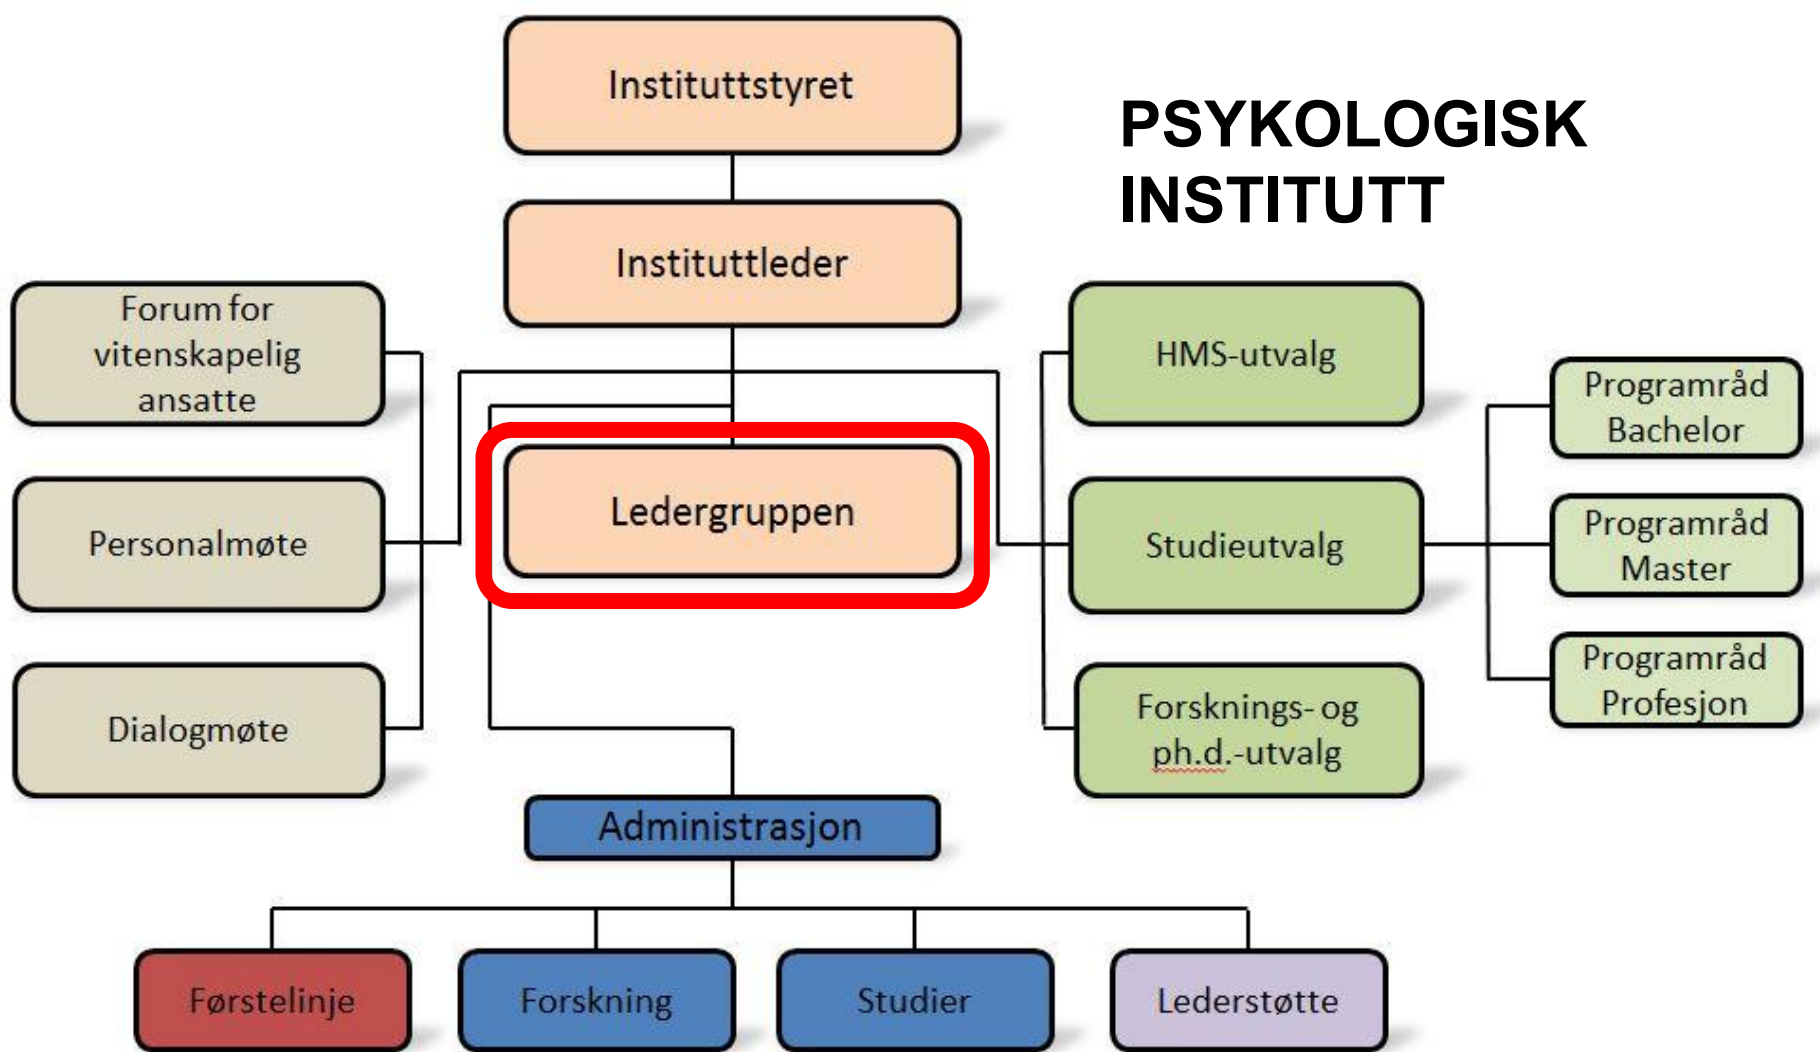 Instituttstyret
PSYKOLOGISK
INSTITUTT
Instituttleder
Forum for
vitenskapelig
ansatte
HMS-utvalg
Programråd
Bachelor
Personalmøte
Ledergruppen
Studieutvalg
Programråd
Master
Dialogmøte
Forsknings- og
ph.d.-utvalg
Programråd
Profesjon
Administrasjon
Førstelinje
Forskning
Studier
Lederstøtte